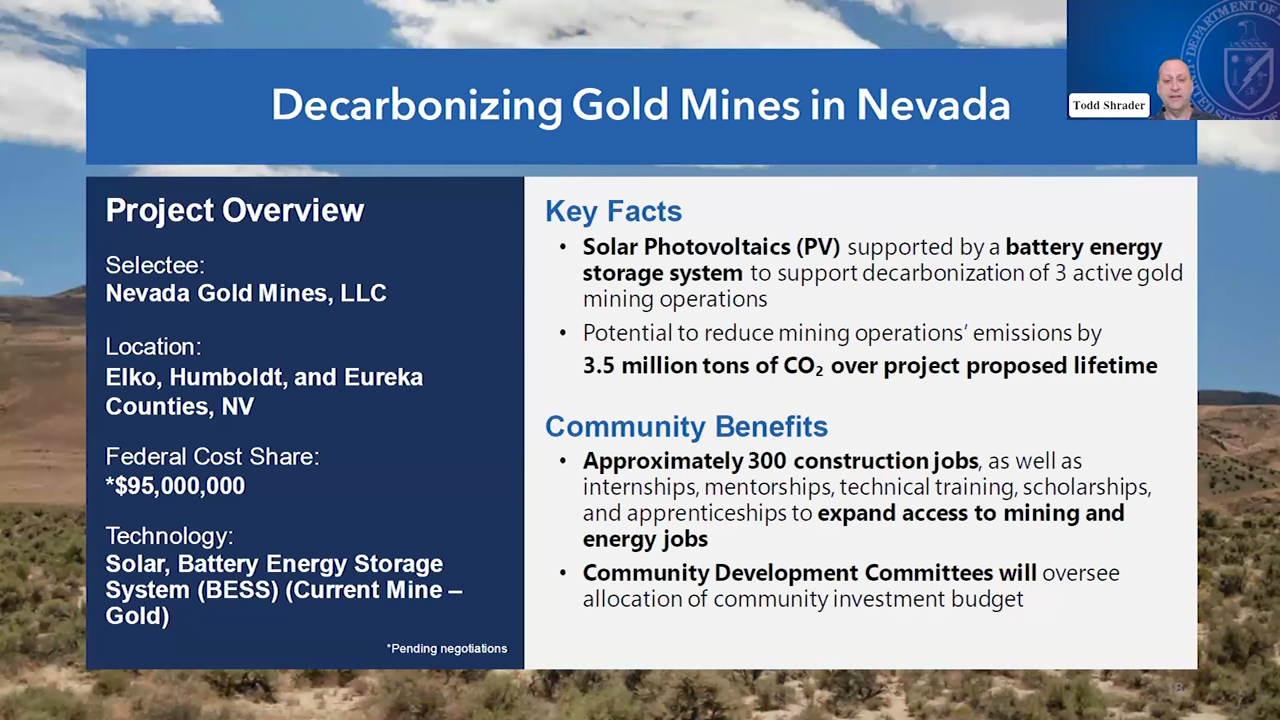 Decarbonizing Gold Mines in Nevada
Todd Shrader
Project Overview
Selectee:
Nevada Gold Mines, LLC
Location:
Elko, Humboldt, and Eureka
Counties, NV
Federal Cost Share:
*$95,000,000
Technology:
Solar, Battery Energy Storage
System (BESS) (Current Mine –
Gold)
*Pending negotiations
Key Facts
• Solar Photovoltaics (PV) supported by a battery energy
storage system to support decarbonization of 3 active gold
mining operations
• Potential to reduce mining operations’ emissions by
3.5 million tons of CO₂ over project proposed lifetime
Community Benefits
• Approximately 300 construction jobs, as well as
internships, mentorships, technical training, scholarships,
and apprenticeships to expand access to mining and
energy jobs
• Community Development Committees will oversee
allocation of community investment budget